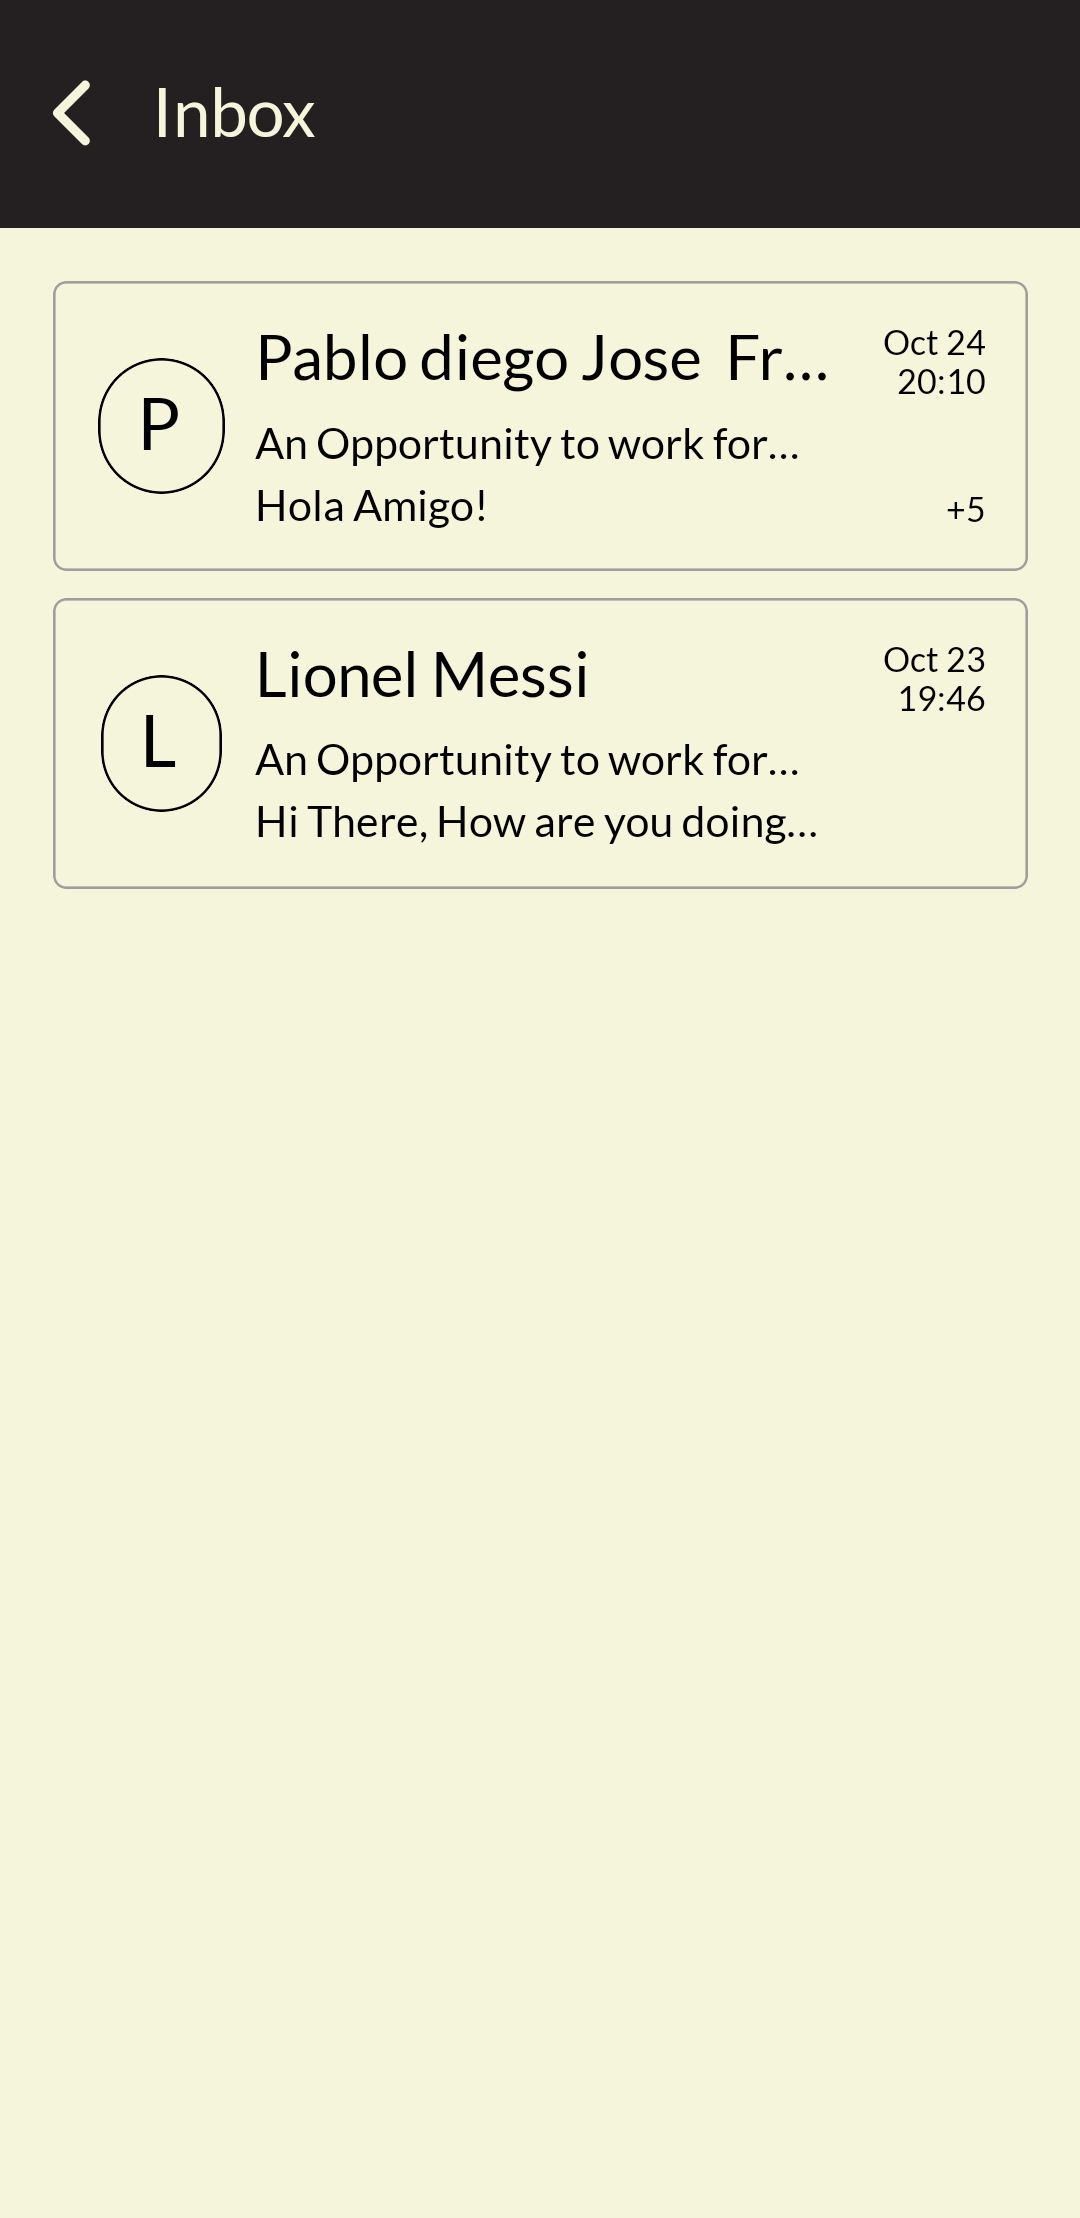 Inbox
P
Pablo diego Jose  Fr...
Oct 24
20:10
An Opportunity to work for...
Hola Amigo!
+5
L
Lionel Messi
Oct 23
19:46
An Opportunity to work for...
Hi There, How are you doing...